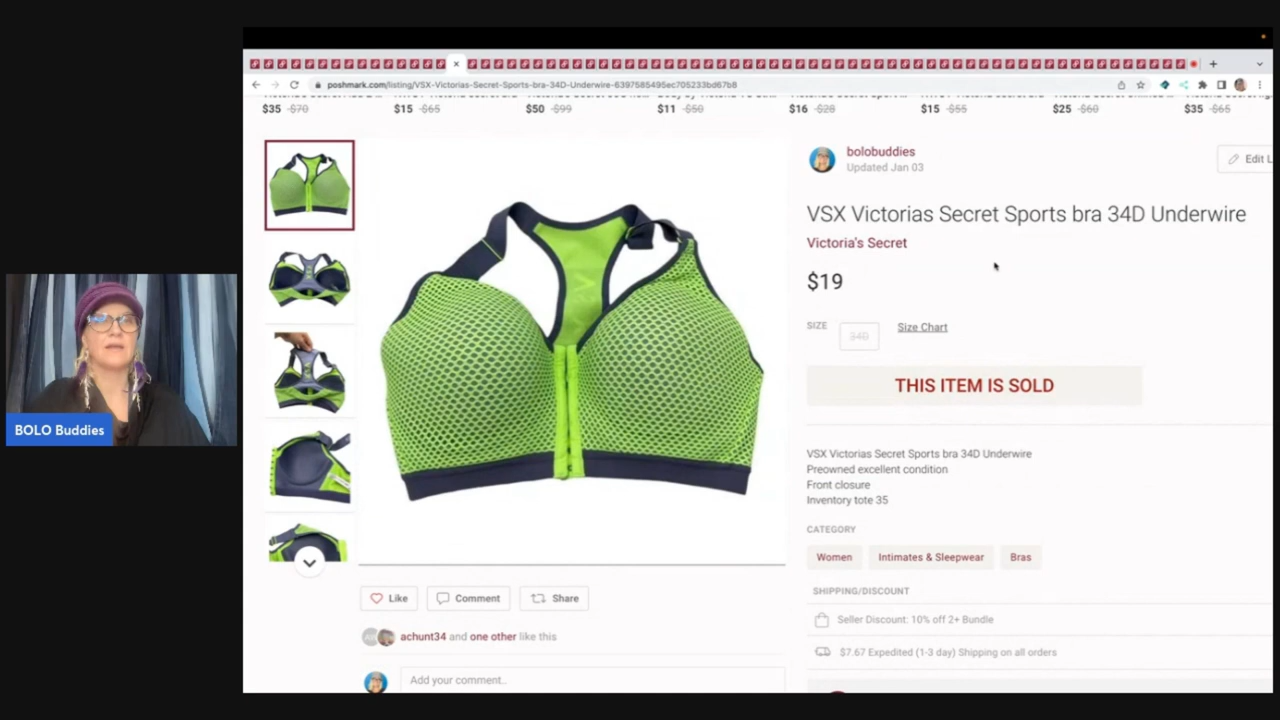 poshmark.com/listing/VSX-Victorias-Secret-Sports-bra-34D-Underwire-6397585495ec705233bd67b8
$35 $70
$15 $65
$50 $99
$11 $50
$16 $28
$15 $55
$25 $60
$35 $65
bolobuddies
Updated Jan 03
Edit L
VSX Victorias Secret Sports bra 34D Underwire
Victoria's Secret
$19
SIZE
34D
Size Chart
THIS ITEM IS SOLD
BOLO Buddies
VSX Victorias Secret Sports bra 34D Underwire
Preowned excellent condition
Front closure
Inventory tote 35
CATEGORY
Women
Intimates & Sleepwear
Bras
SHIPPING/DISCOUNT
Seller Discount: 10% off 2+ Bundle
$7.67 Expedited (1-3 day) Shipping on all orders
Like
Comment
Share
achunt34 and one other like this
Add your comment..